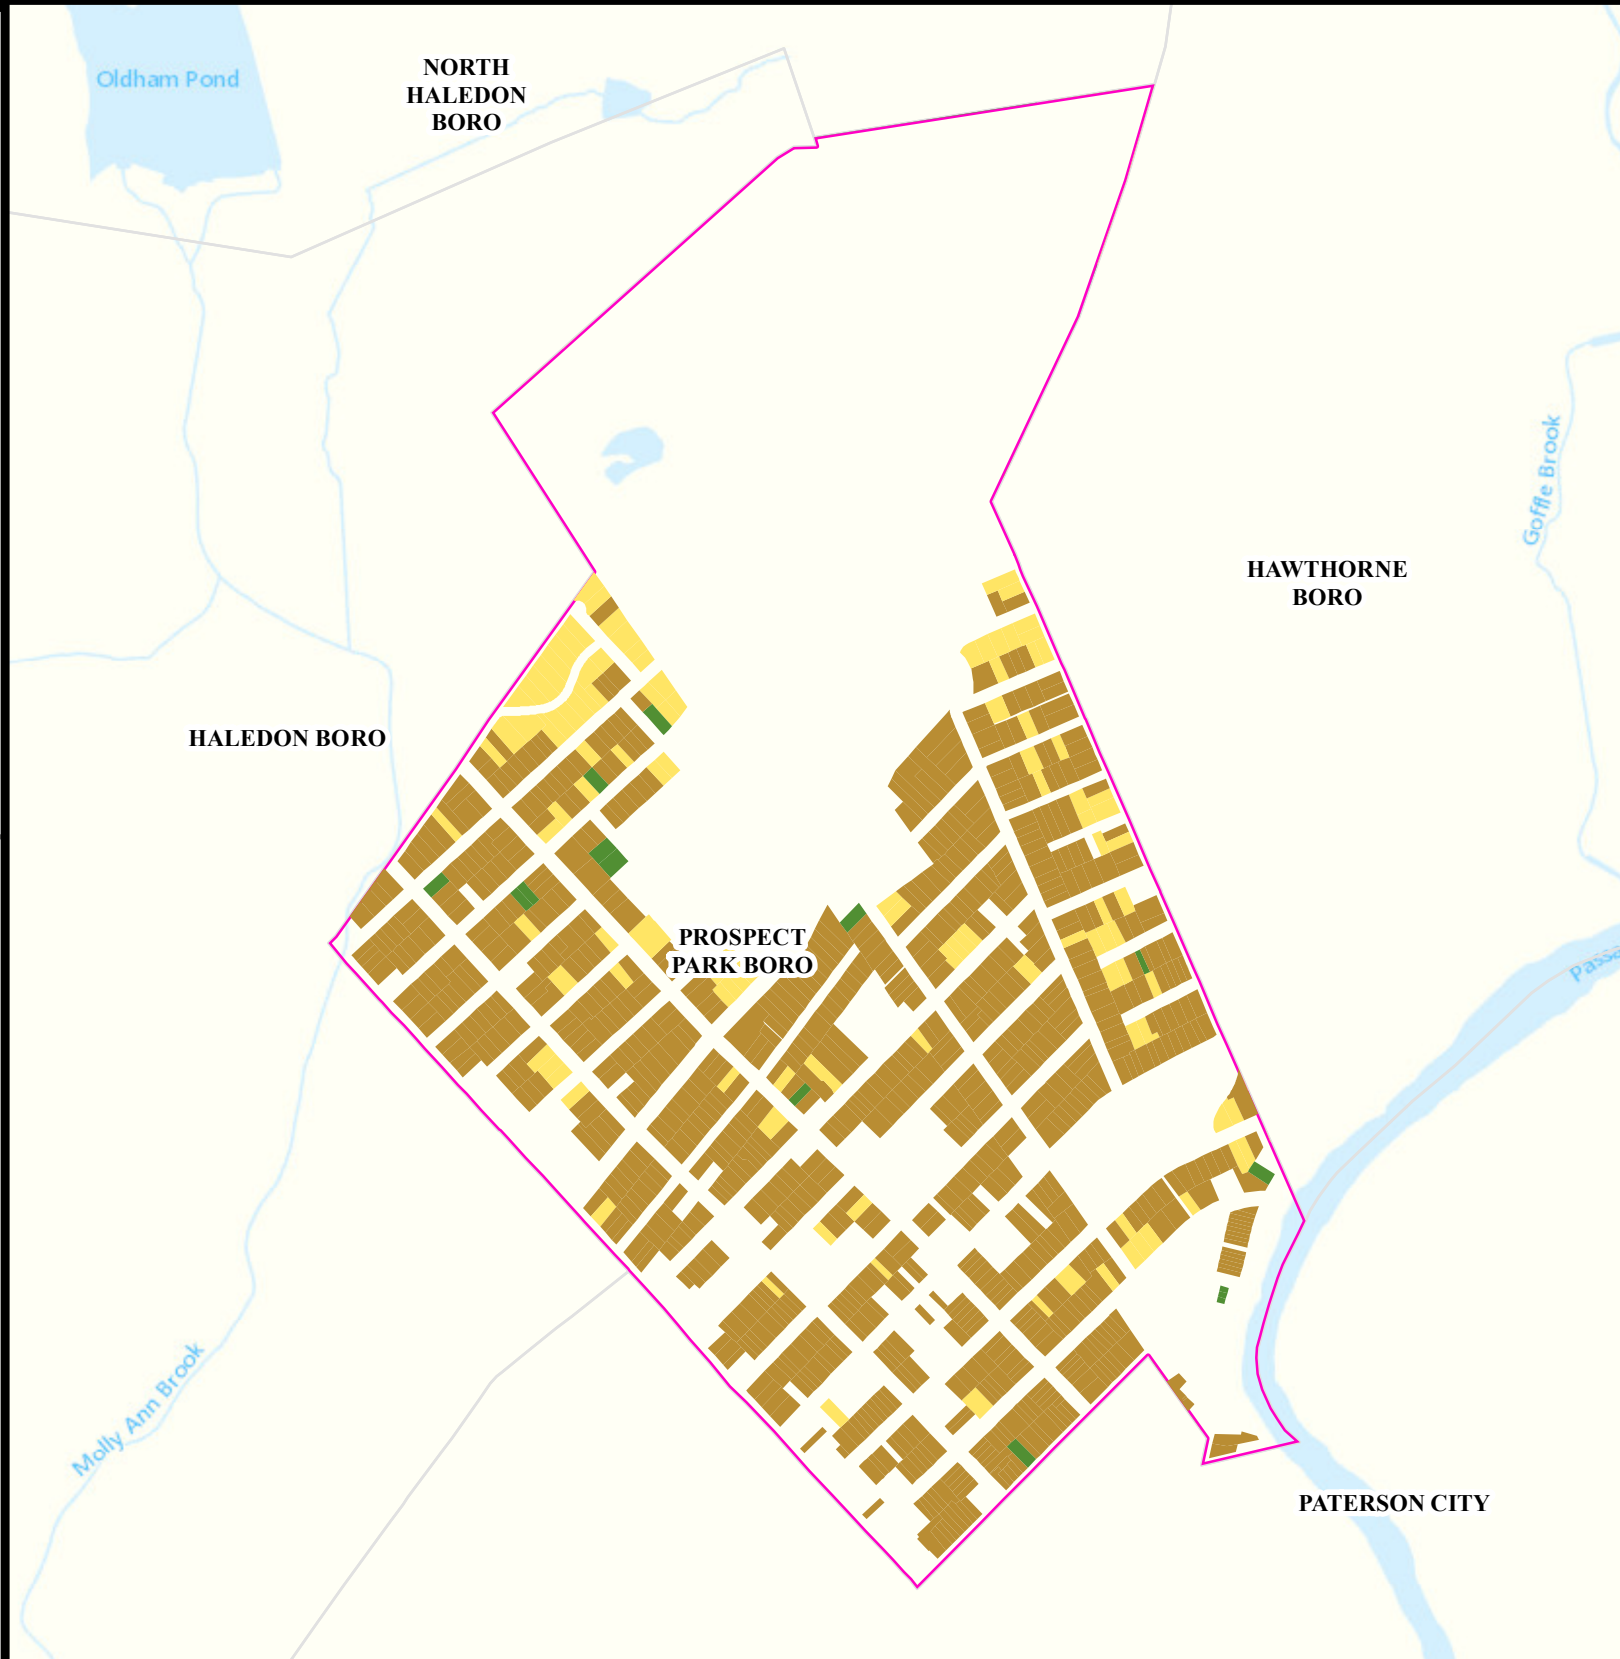 Oldham Pond
NORTH
HALEDON
BORO
Goffle Brook
HAWTHORNE
BORO
HALEDON BORO
PROSPECT
PARK BORO
Molly Ann Brook
PATERSON CITY